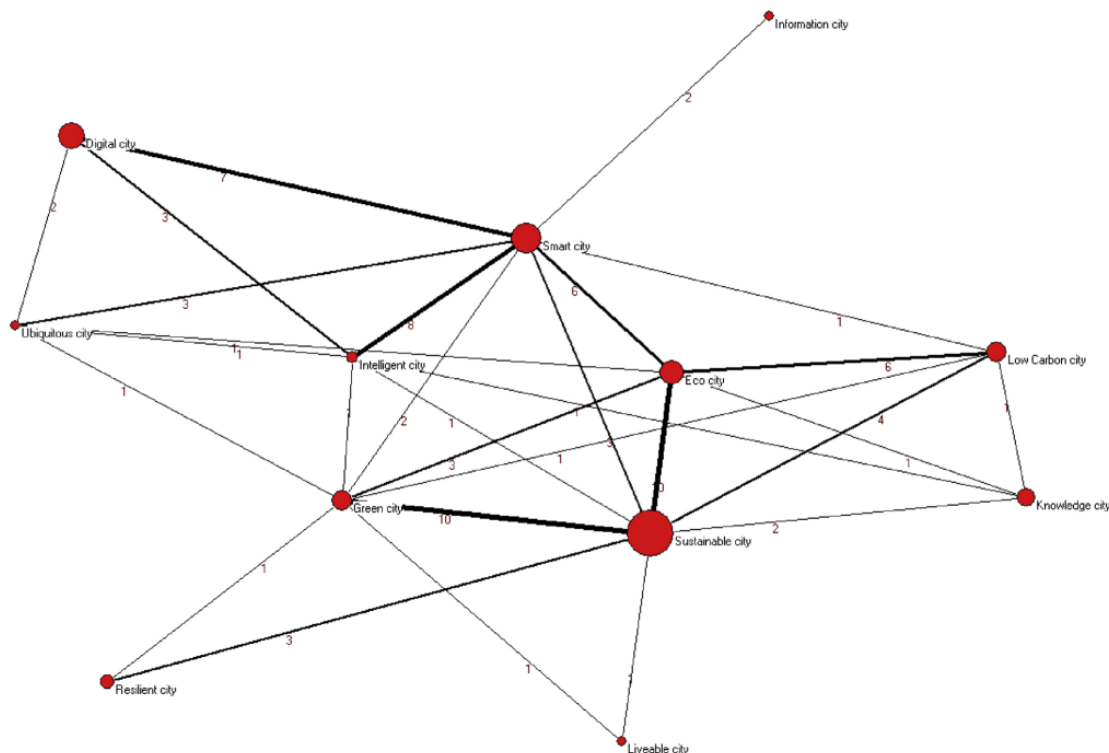 Information city
2
Digital city
7
2
3
Smart city
6
3
1
8
Ubiquitous city
1
1
Low Carbon city
Intelligent city
6
Eco city
1
1
1
2
4
1
3
3
1
1
10
Knowledge city
Green city
10
2
Sustainable city
1
3
1
Resilient city
Liveable city